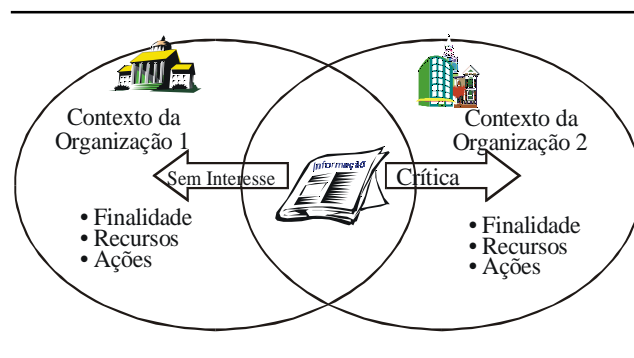 Contexto da
Organização 1
Contexto da
Organização 2
Informação
Sem Interesse
Crítica
• Finalidade
• Recursos
• Ações
• Finalidade
• Recursos
• Ações